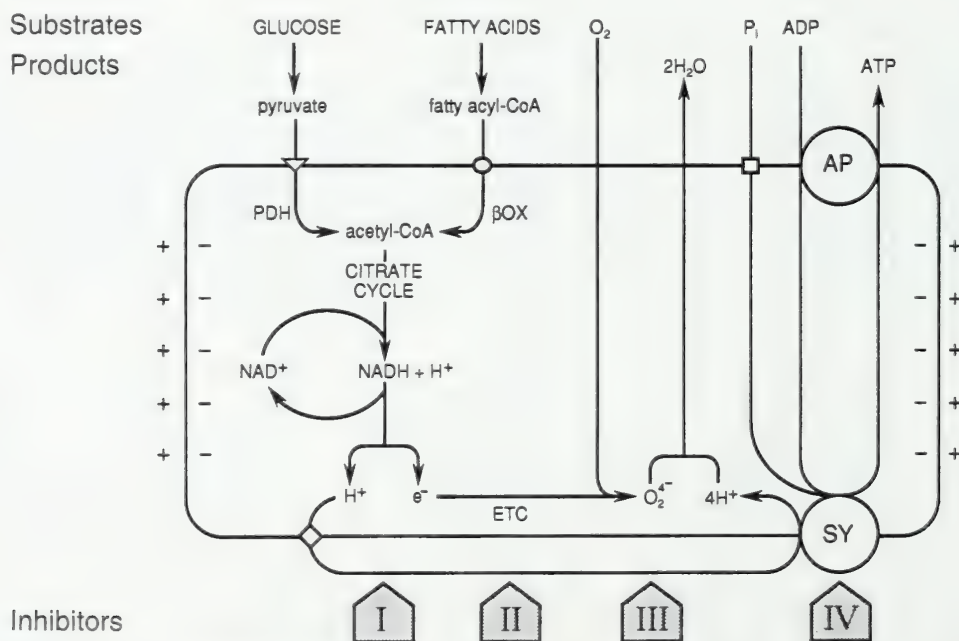 Substrates GLUCOSE FATTY ACIDS O₂ Pᵢ ADP
Products 2H₂O ATP
pyruvate fatty acyl-CoA
AP
PDH βOX
acetyl-CoA
+ - - +
CITRATE
CYCLE
+ - - +
NAD+ NADH + H+
+ - - +
+ - - +
+ - - +
H+ e- O₂⁴⁻ 4H+
ETC
SY
I II III IV
Inhibitors